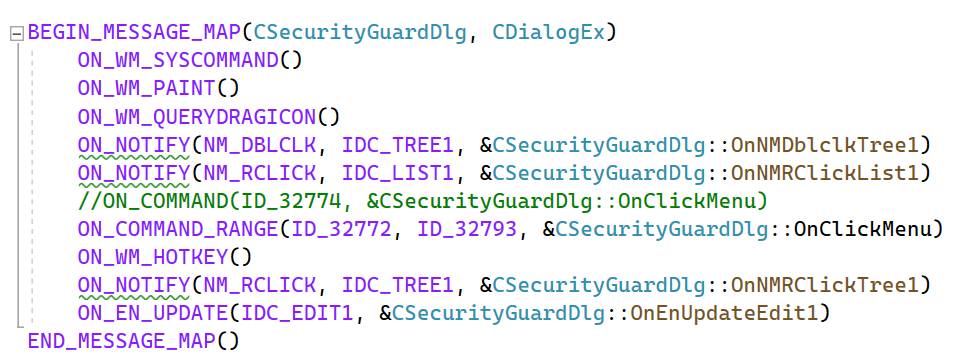 BEGIN_MESSAGE_MAP(CSecurityGuardDlg, CDialogEx)
ON_WM_SYSCOMMAND()
ON_WM_PAINT()
ON_WM_QUERYDRAGICON()
ON_NOTIFY(NM_DBLCLK, IDC_TREE1, &CSecurityGuardDlg::OnNMDblclkTree1)
ON_NOTIFY(NM_RCLICK, IDC_LIST1, &CSecurityGuardDlg::OnNMRClickList1)
//ON_COMMAND(ID_32774, &CSecurityGuardDlg::OnClickMenu)
ON_COMMAND_RANGE(ID_32772, ID_32793, &CSecurityGuardDlg::OnClickMenu)
ON_WM_HOTKEY()
ON_NOTIFY(NM_RCLICK, IDC_TREE1, &CSecurityGuardDlg::OnNMRClickTree1)
ON_EN_UPDATE(IDC_EDIT1, &CSecurityGuardDlg::OnEnUpdateEdit1)
END_MESSAGE_MAP()